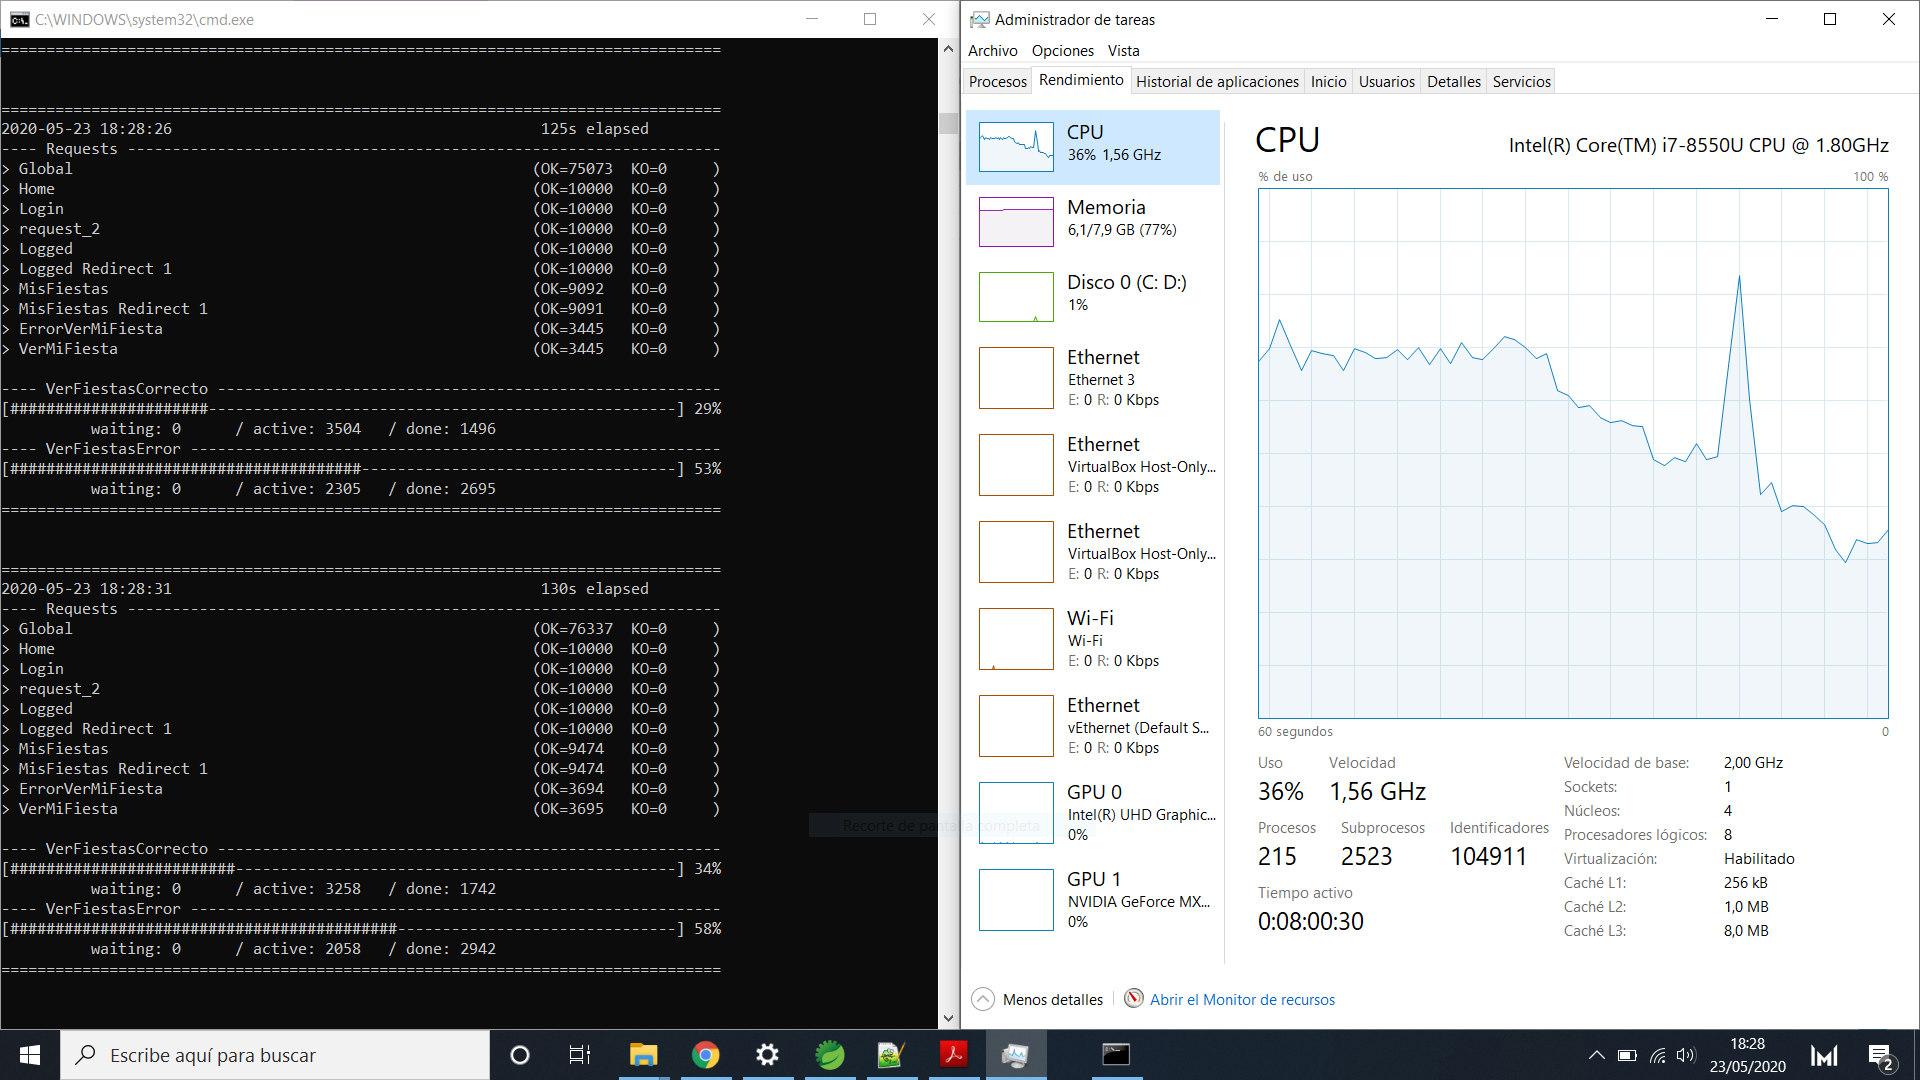 C:\WINDOWS\system32\cmd.exe
================================================================================
================================================================================
2020-05-23 18:28:26                                         125s elapsed
---- Requests ------------------------------------------------------------------
> Global                                                   (OK=75073  KO=0     )
> Home                                                     (OK=10000  KO=0     )
> Login                                                    (OK=10000  KO=0     )
> request_2                                                (OK=10000  KO=0     )
> Logged                                                   (OK=10000  KO=0     )
> Logged Redirect 1                                        (OK=10000  KO=0     )
> MisFiestas                                               (OK=9092   KO=0     )
> MisFiestas Redirect 1                                    (OK=9091   KO=0     )
> ErrorVerMiFiesta                                         (OK=3445   KO=0     )
> VerMiFiesta                                              (OK=3445   KO=0     )
---- VerFiestasCorrecto --------------------------------------------------------
[######################----------------------------------------------------] 29%
          waiting: 0      / active: 3504   / done: 1496
---- VerFiestasError -----------------------------------------------------------
[#######################################-----------------------------------] 53%
          waiting: 0      / active: 2305   / done: 2695
================================================================================
================================================================================
2020-05-23 18:28:31                                         130s elapsed
---- Requests ------------------------------------------------------------------
> Global                                                   (OK=76337  KO=0     )
> Home                                                     (OK=10000  KO=0     )
> Login                                                    (OK=10000  KO=0     )
> request_2                                                (OK=10000  KO=0     )
> Logged                                                   (OK=10000  KO=0     )
> Logged Redirect 1                                        (OK=10000  KO=0     )
> MisFiestas                                               (OK=9474   KO=0     )
> MisFiestas Redirect 1                                    (OK=9474   KO=0     )
> ErrorVerMiFiesta                                         (OK=3694   KO=0     )
> VerMiFiesta                                              (OK=3695   KO=0     )
---- VerFiestasCorrecto --------------------------------------------------------
[#########################-------------------------------------------------] 34%
          waiting: 0      / active: 3258   / done: 1742
---- VerFiestasError -----------------------------------------------------------
[###########################################-------------------------------] 58%
          waiting: 0      / active: 2058   / done: 2942
================================================================================
Recorte de pantalla completa
Administrador de tareas
Archivo Opciones Vista
Procesos Rendimiento Historial de aplicaciones Inicio Usuarios Detalles Servicios
CPU
36% 1,56 GHz
Memoria
6,1/7,9 GB (77%)
Disco 0 (C: D:)
1%
Ethernet
Ethernet 3
E: 0 R: 0 Kbps
Ethernet
VirtualBox Host-Only...
E: 0 R: 0 Kbps
Ethernet
VirtualBox Host-Only...
E: 0 R: 0 Kbps
Wi-Fi
Wi-Fi
E: 0 R: 0 Kbps
Ethernet
vEthernet (Default S...
E: 0 R: 0 Kbps
GPU 0
Intel(R) UHD Graphic...
0%
GPU 1
NVIDIA GeForce MX...
0%
CPU Intel(R) Core(TM) i7-8550U CPU @ 1.80GHz
% de uso 100 %
60 segundos 0
Uso Velocidad
36% 1,56 GHz
Procesos Subprocesos Identificadores
215 2523 104911
Tiempo activo
0:08:00:30
Velocidad de base: 2,00 GHz
Sockets: 1
Núcleos: 4
Procesadores lógicos: 8
Virtualización: Habilitado
Caché L1: 256 kB
Caché L2: 1,0 MB
Caché L3: 8,0 MB
Menos detalles Abrir el Monitor de recursos
Escribe aquí para buscar
18:28
23/05/2020
2